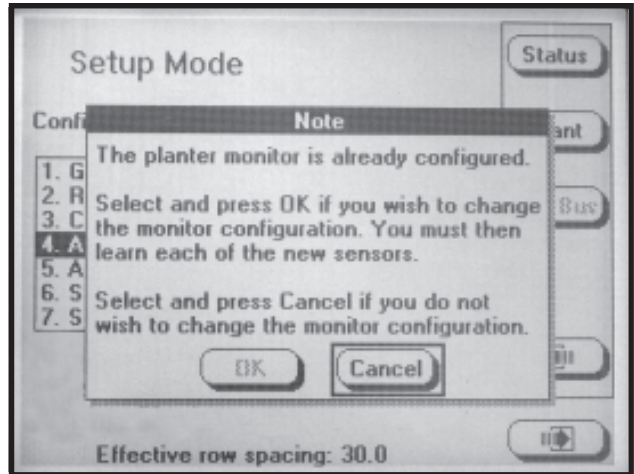 Setup Mode
Status
Confi
Note
ant
The planter monitor is already configured.
1. G
2. R
3. C
4. A
5. A
6. S
7. S
Select and press OK if you wish to change
the monitor configuration. You must then
learn each of the new sensors.
Bus
Select and press Cancel if you do not
wish to change the monitor configuration.
OK
Cancel
Effective row spacing: 30.0